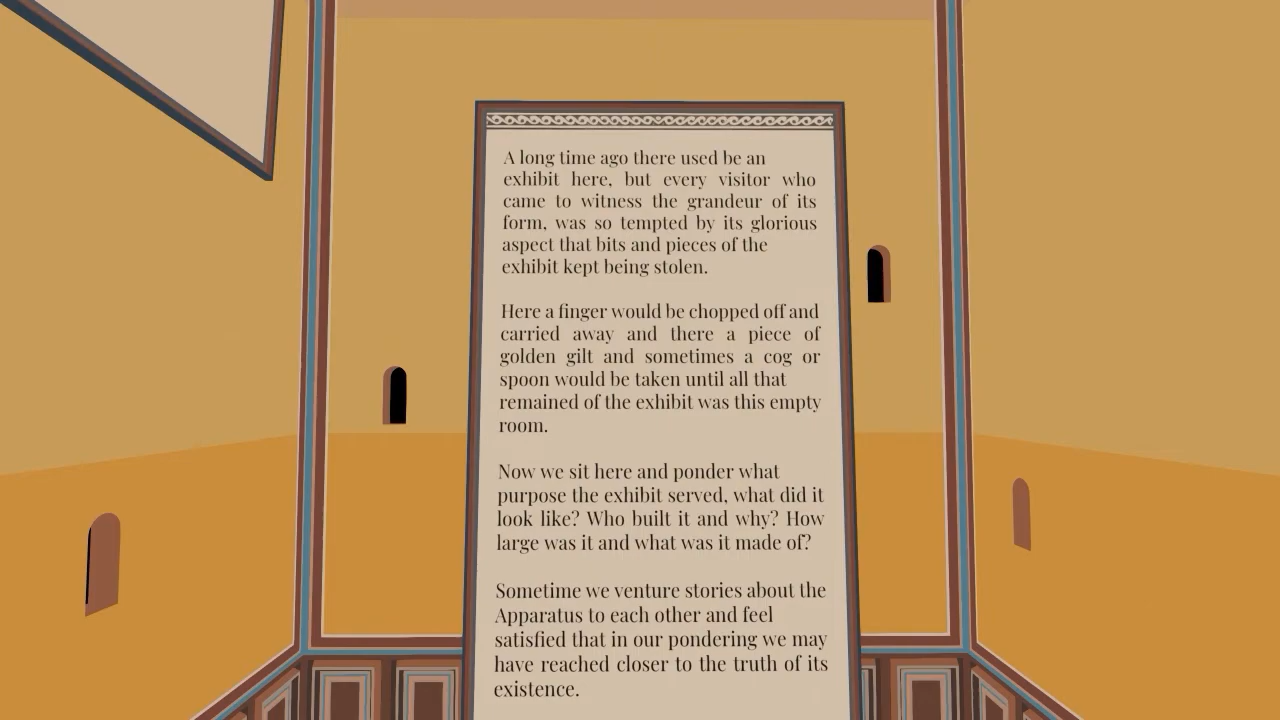 A long time ago there used be an
exhibit here, but every visitor who
came to witness the grandeur of its
form, was so tempted by its glorious
aspect that bits and pieces of the
exhibit kept being stolen.
Here a finger would be chopped off and
carried away and there a piece of
golden gilt and sometimes a cog or
spoon would be taken until all that
remained of the exhibit was this empty
room.
Now we sit here and ponder what
purpose the exhibit served, what did it
look like? Who built it and why? How
large was it and what was it made of?
Sometime we venture stories about the
Apparatus to each other and feel
satisfied that in our pondering we may
have reached closer to the truth of its
existence.